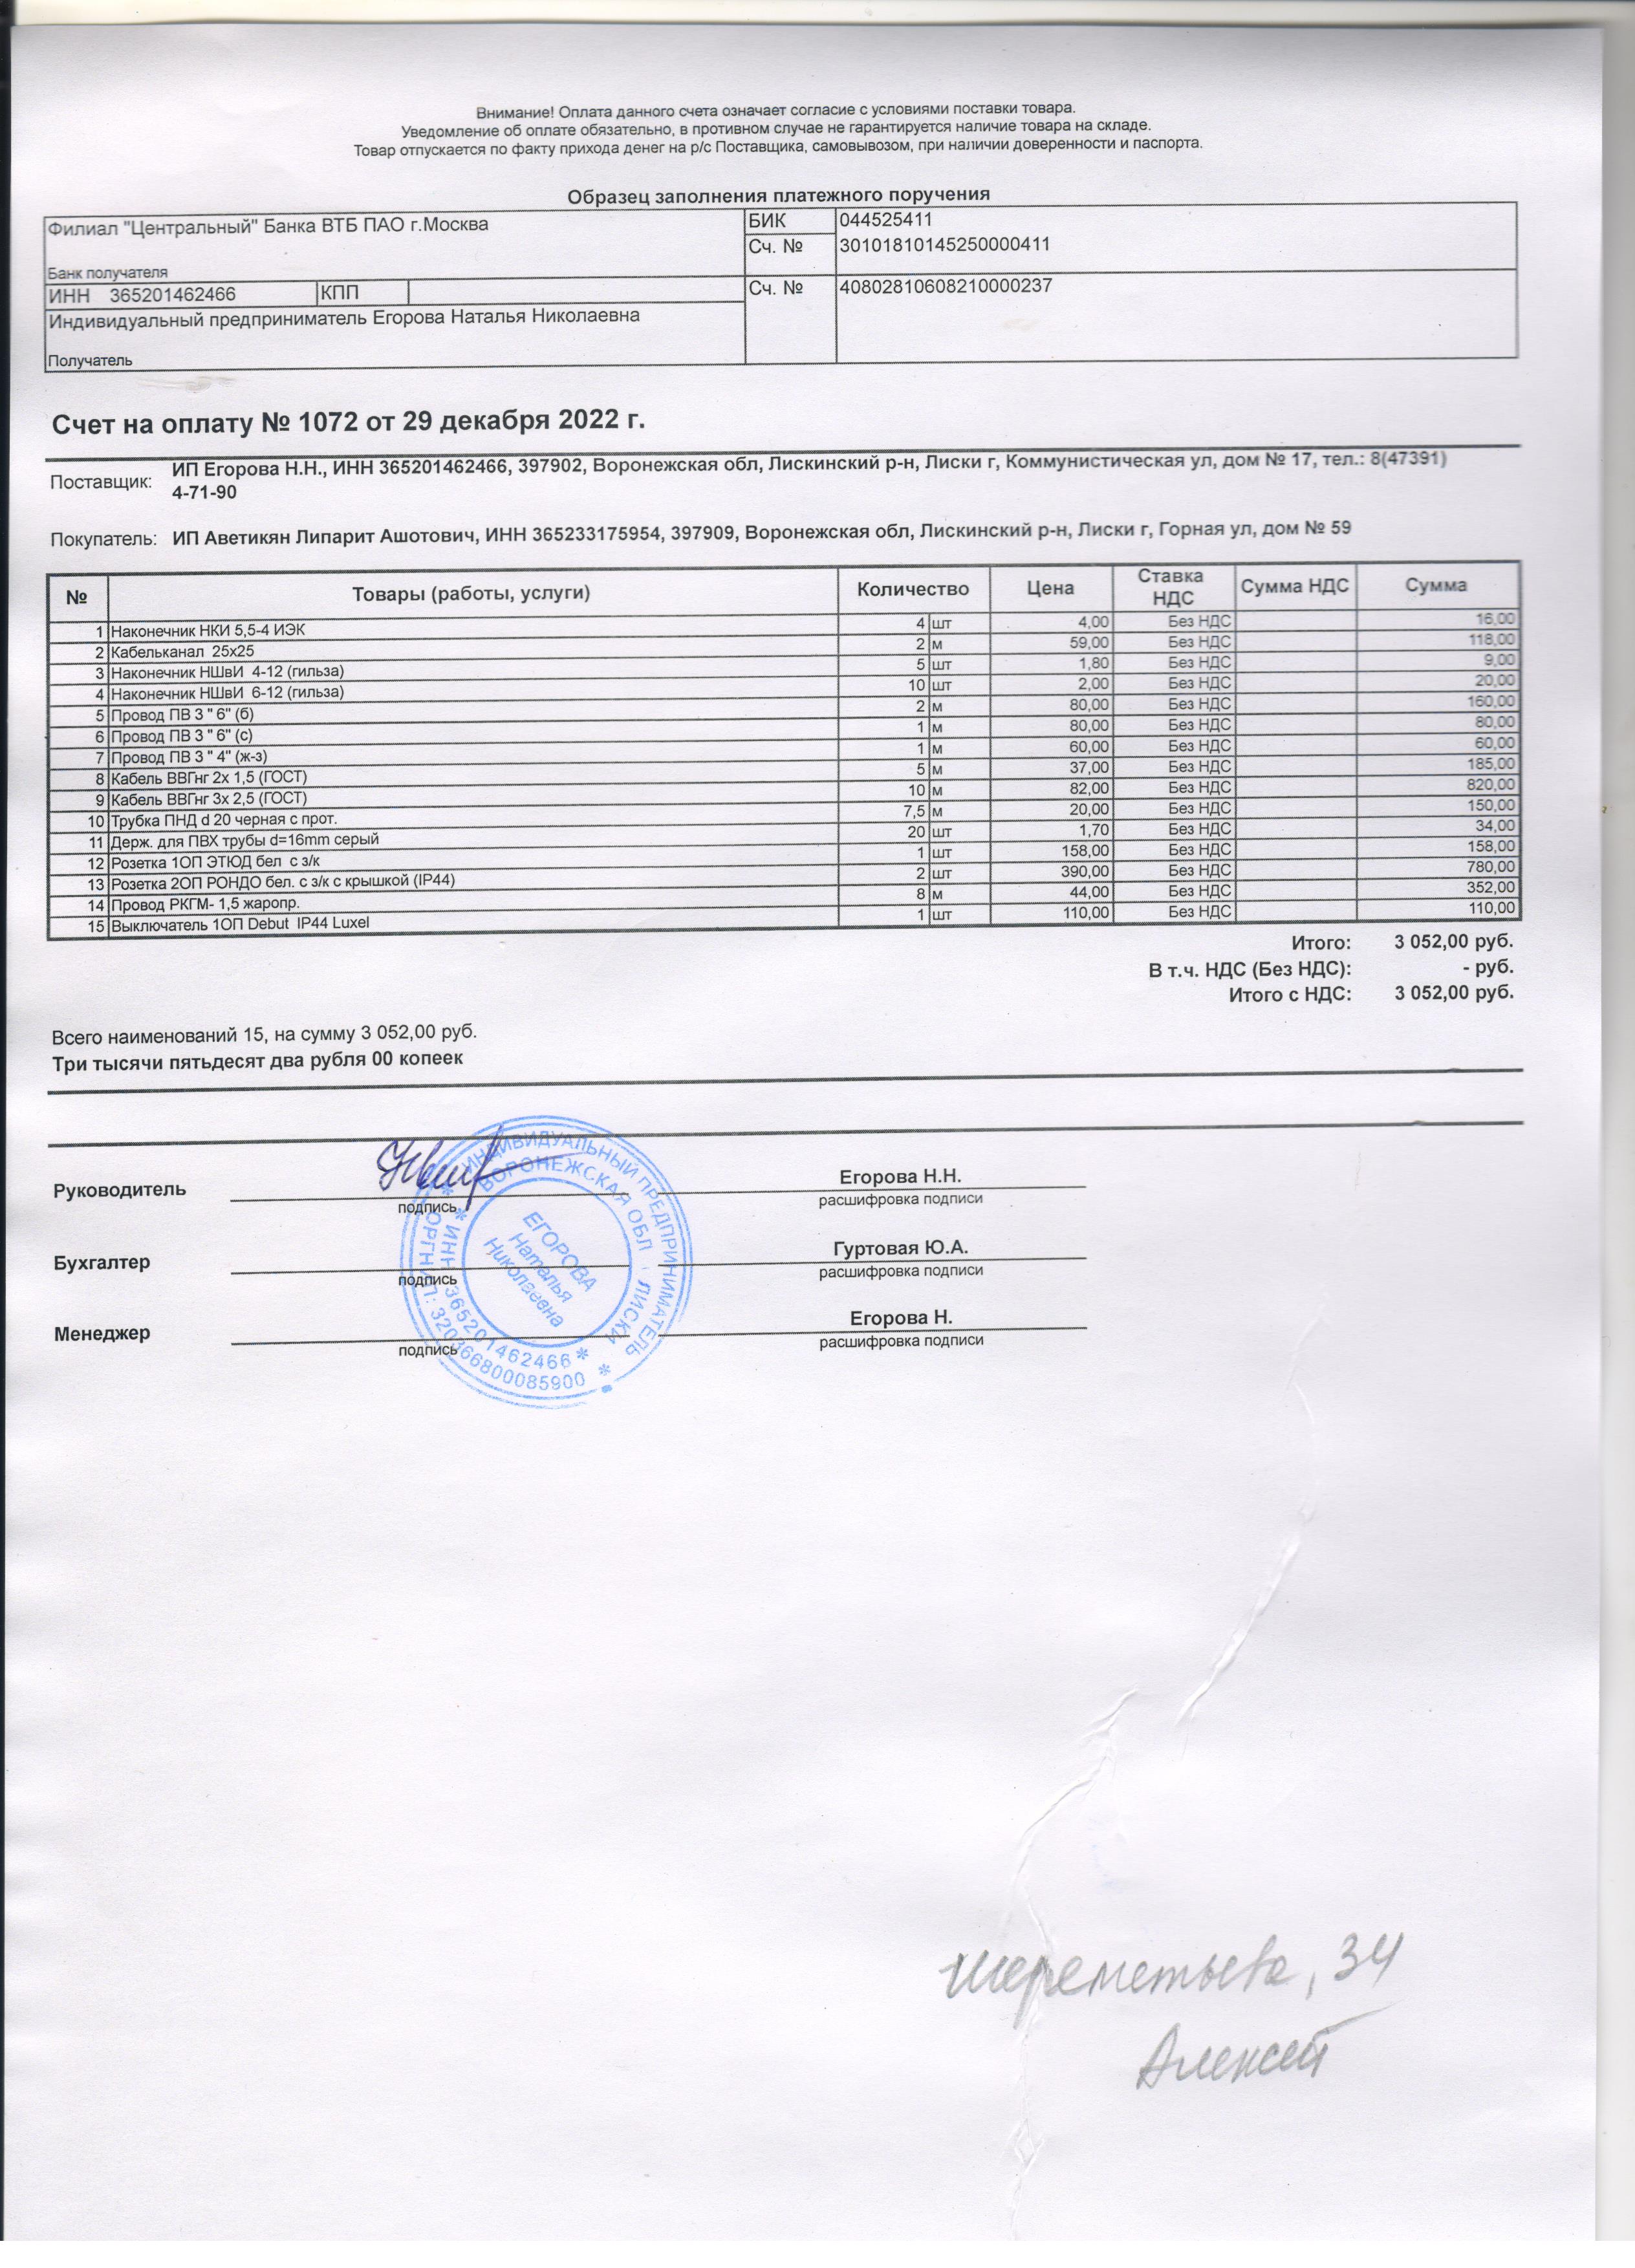 Внимание! Оплата данного счета означает согласие с условиями поставки товара.
Уведомление об оплате обязательно, в противном случае не гарантируется наличие товара на складе.
Товар отпускается по факту прихода денег на р/с Поставщика, самовывозом, при наличии доверенности и паспорта.
Образец заполнения платежного поручения
Филиал "Центральный" Банка ВТБ ПАО г.Москва БИК 044525411
Сч. № 30101810145250000411
Банк получателя
ИНН 365201462466 КПП Сч. № 40802810608210000237
Индивидуальный предприниматель Егорова Наталья Николаевна
Получатель
Счет на оплату № 1072 от 29 декабря 2022 г.
Поставщик: ИП Егорова Н.Н., ИНН 365201462466, 397902, Воронежская обл, Лискинский р-н, Лиски г, Коммунистическая ул, дом № 17, тел.: 8(47391)
4-71-90
Покупатель: ИП Аветикян Липарит Ашотович, ИНН 365233175954, 397909, Воронежская обл, Лискинский р-н, Лиски г, Горная ул, дом № 59
№ Товары (работы, услуги) Количество Цена Ставка НДС Сумма НДС Сумма
1 Наконечник НКИ 5,5-4 ИЭК 4 шт 4,00 Без НДС 16,00
2 Кабельканал 25х25 2 м 59,00 Без НДС 118,00
3 Наконечник НШвИ 4-12 (гильза) 5 шт 1,80 Без НДС 9,00
4 Наконечник НШвИ 6-12 (гильза) 10 шт 2,00 Без НДС 20,00
5 Провод ПВ 3 " 6" (б) 2 м 80,00 Без НДС 160,00
6 Провод ПВ 3 " 6" (с) 1 м 80,00 Без НДС 80,00
7 Провод ПВ 3 " 4" (ж-з) 1 м 60,00 Без НДС 60,00
8 Кабель ВВГнг 2х 1,5 (ГОСТ) 5 м 37,00 Без НДС 185,00
9 Кабель ВВГнг 3х 2,5 (ГОСТ) 10 м 82,00 Без НДС 820,00
10 Трубка ПНД d 20 черная с прот. 7,5 м 20,00 Без НДС 150,00
11 Держ. для ПВХ трубы d=16mm серый 20 шт 1,70 Без НДС 34,00
12 Розетка 1ОП ЭТЮД бел с з/к 1 шт 158,00 Без НДС 158,00
13 Розетка 2ОП РОНДО бел. с з/к с крышкой (IP44) 2 шт 390,00 Без НДС 780,00
14 Провод РКГМ- 1,5 жаропр. 8 м 44,00 Без НДС 352,00
15 Выключатель 1ОП Debut IP44 Luxel 1 шт 110,00 Без НДС 110,00
Итого: 3 052,00 руб.
В т.ч. НДС (Без НДС): - руб.
Итого с НДС: 3 052,00 руб.
Всего наименований 15, на сумму 3 052,00 руб.
Три тысячи пятьдесят два рубля 00 копеек
Руководитель Егорова Н.Н.
подпись расшифровка подписи
Бухгалтер Гуртовая Ю.А.
подпись расшифровка подписи
Менеджер Егорова Н.
подпись расшифровка подписи
ИНДИВИДУАЛЬНЫЙ ПРЕДПРИНИМАТЕЛЬ
ВОРОНЕЖСКАЯ ОБЛ ЛИСКИ
ЕГОРОВА
Наталья
Николаевна
ИНН 365201462466
ОГРНИП: 320366800085900
Шереметьева, 34
Алексей